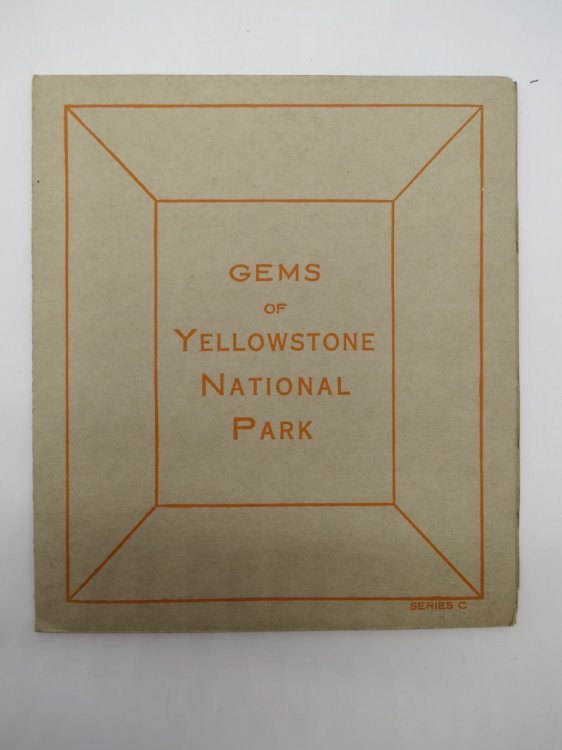 GEMS
OF
YELLOWSTONE
NATIONAL
PARK
SERIES C